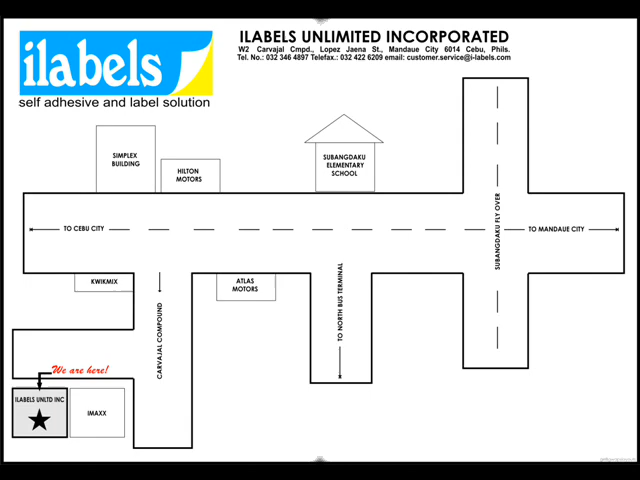 ilabels
self adhesive and label solution
ILABELS UNLIMITED INCORPORATED
W2 Carvajal Cmpd., Lopez Jaena St., Mandaue City 6014 Cebu, Phils.
Tel. No.: 032 346 4897 Telefax.: 032 422 6209 email: customer.service@i-labels.com
SIMPLEX
BUILDING
HILTON
MOTORS
SUBANGDAKU
ELEMENTARY
SCHOOL
TO CEBU CITY
SUBANGDAKU FLY OVER
TO MANDAUE CITY
KWIKMIX
CARVAJAL COMPOUND
ATLAS
MOTORS
TO NORTH BUS TERMINAL
We are here!
ILABELS UNLTD INC
IMAXX